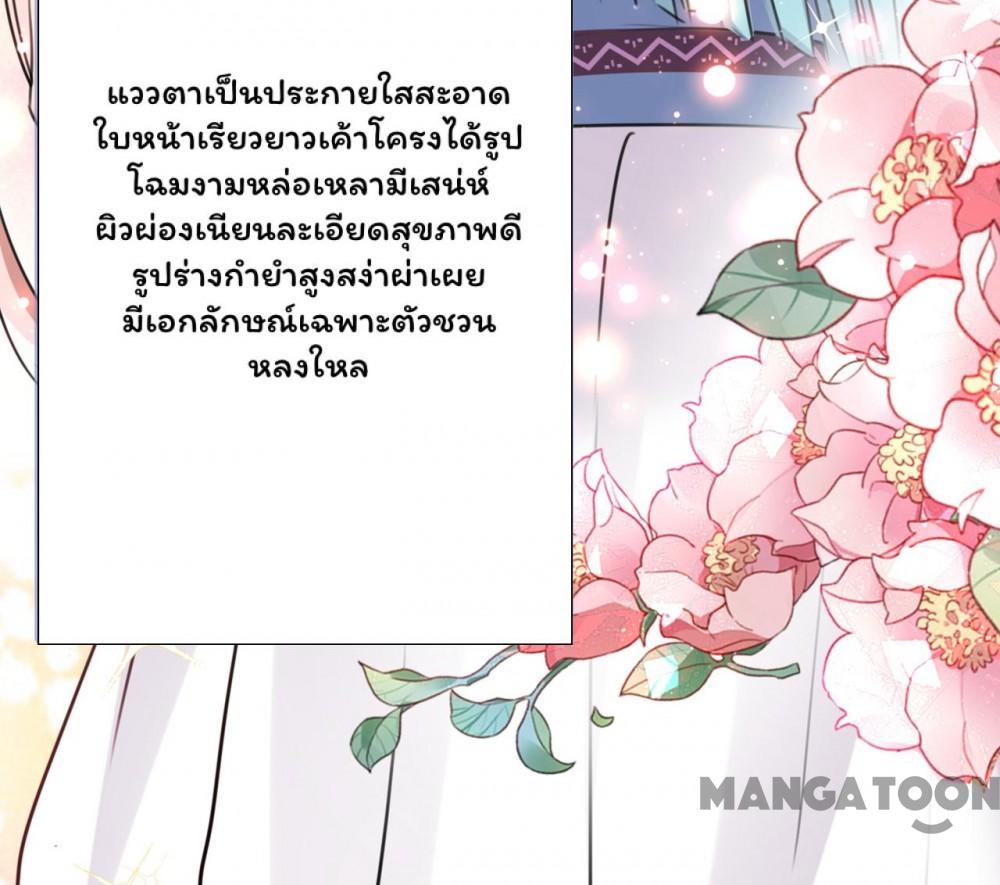 แววตาเป็นประกายใสสะอาด
ใบหน้าเรียวยาวเค้าโครงได้รูป
โฉมงามหล่อเหลามีเสน่ห์
ผิวผ่องเนียนละเอียดสุขภาพดี
รูปร่างกำยำสูงสง่าผ่าเผย
มีเอกลักษณ์เฉพาะตัวชวน
หลงใหล
MANGATOON